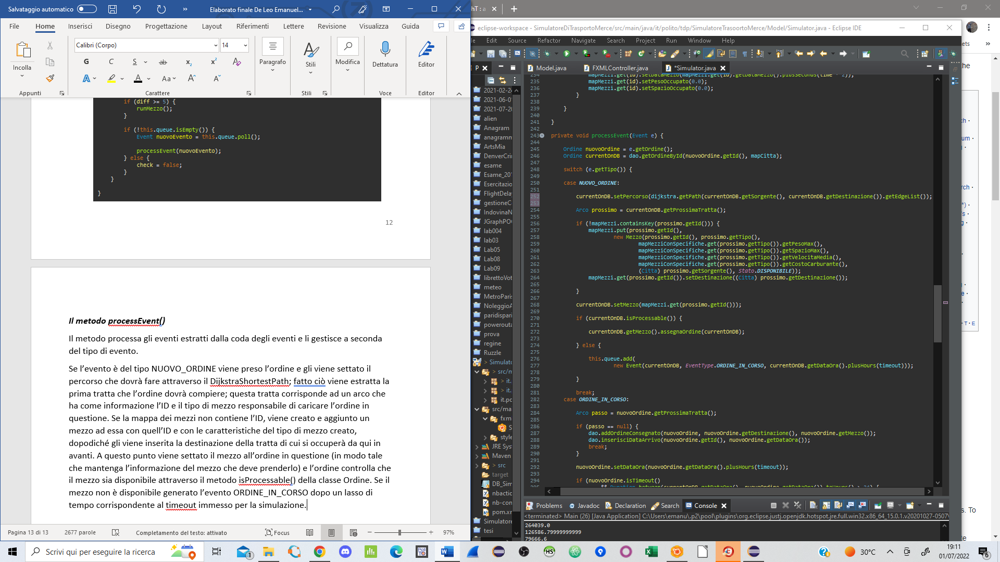 Salvataggio automatico
Elaborato finale De Leo Emanuel...
File Home Inserisci Disegno Progettazione Layout Riferimenti Lettere Revisione Visualizza Guida
Incolla
Calibri (Corpo) 14
G C S ab x₂ x² A
A A Aa A A
Paragrafo
Stili
Modifica
Dettatura
Editor
Appunti Carattere Stili Voce Editor
if (diff >= 5) {
runMezzo();
}
if (!this.queue.isEmpty()) {
Event nuovoEvento = this.queue.poll();
processEvent(nuovoEvento);
} else {
check = false;
}
}
}
12
Il metodo processEvent()
Il metodo processa gli eventi estratti dalla coda degli eventi e li gestisce a seconda
del tipo di evento.
Se l’evento è del tipo NUOVO_ORDINE viene preso l’ordine e gli viene settato il
percorso che dovrà fare attraverso il DijkstraShortestPath; fatto ciò viene estratta la
prima tratta che l’ordine dovrà compiere; questa tratta corrisponde ad un arco che
ha come informazione l’ID e il tipo di mezzo responsabile di caricare l’ordine in
questione. Se la mappa dei mezzi non contiene l’ID, viene creato e aggiunto un
mezzo ad essa con quell’ID e con le caratteristiche del tipo di mezzo creato,
dopodiché gli viene inserita la destinazione della tratta di cui si occuperà da qui in
avanti. A questo punto viene settato il mezzo all’ordine in questione (in modo tale
che mantenga l’informazione del mezzo che deve prenderlo) e l’ordine controlla che
il mezzo sia disponibile attraverso il metodo isProcessable() della classe Ordine. Se il
mezzo non è disponibile generato l’evento ORDINE_IN_CORSO dopo un lasso di
tempo corrispondente al timeout immesso per la simulazione.
Pagina 13 di 13 2677 parole Completamento del testo: attivato Focus 97%
eclipse-workspace - SimulatoreDiTrasportoMerce/src/main/java/it/polito/tdp/SimulatoreTrasoortoMerce/Model/Simulator.java - Eclipse IDE
Edit Source Refactor Navigate Search Project Run Window Help
P
Model.java FXMLController.java *Simulator.java
2021-02-24
2021-06-01
2021-07-20
alien
Anagram
anagramm
ArtsMia
DenverCri
esame
Esame_201
Esercitazio
FlightDela
gestioneC
IndovinaN
JGraphPO
lab004
lab03
Lab05
Lab08
Lab09
librettoVot
meteo
MetroParis
NoleggioA
paridispari
powerouta
prova
regine
Ruzzle
> Simulato
> src/m
> it.
> it.
it.pc
src/ma
fxm
S
style
JRE Sys
Maven
> src
target
DB_Sim
nbactic
nb-con
pom.xm
Simulatore
tesi
234 mapMezzi.get(id).setDataMezzo(mapMezzi.get(id).getDataMezzo().plusSeconds(time * 2));
235 mapMezzi.get(id).setPesoOccupato(0.0);
236 mapMezzi.get(id).setSpazioOccupato(0.0);
237 }
238
239 }
240
241 }
242
243 private void processEvent(Event e) {
244
245 Ordine nuovoOrdine = e.getOrdine();
246 Ordine currentOnDB = dao.getOrdineById(nuovoOrdine.getId(), mapCitta);
247
248 switch (e.getTipo()) {
249
250 case NUOVO_ORDINE:
251
252 currentOnDB.setPercorso(dijkstra.getPath(currentOnDB.getSorgente(), currentOnDB.getDestinazione()).getEdgeList());
253
254 Arco prossimo = currentOnDB.getProssimaTratta();
255
256 if (!mapMezzi.containsKey(prossimo.getId())) {
257 mapMezzi.put(prossimo.getId(),
258 new Mezzo(prossimo.getId(), prossimo.getTipo(),
259 mapMezziConSpecifiche.get(prossimo.getTipo()).getPesoMax(),
260 mapMezziConSpecifiche.get(prossimo.getTipo()).getSpazioMax(),
261 mapMezziConSpecifiche.get(prossimo.getTipo()).getVelocitaMedia(),
262 mapMezziConSpecifiche.get(prossimo.getTipo()).getCostoCarburante(),
263 (Citta) prossimo.getSorgente(), Stato.DISPONIBILE));
264 mapMezzi.get(prossimo.getId()).setDestinazione((Citta) prossimo.getDestinazione());
265
266 }
267
268 currentOnDB.setMezzo(mapMezzi.get(prossimo.getId()));
269
270 if (currentOnDB.isProcessable()) {
271
272 currentOnDB.getMezzo().assegnaOrdine(currentOnDB);
273
274 } else {
275
276 this.queue.add(
277 new Event(currentOnDB, EventType.ORDINE_IN_CORSO, currentOnDB.getDataOra().plusHours(timeout)));
278
279 }
280
281 break;
282 case ORDINE_IN_CORSO:
283
284 Arco passo = nuovoOrdine.getProssimaTratta();
285
286 if (passo == null) {
287 dao.addOrdineConsegnato(nuovoOrdine, nuovoOrdine.getDestinazione(), nuovoOrdine.getMezzo());
288 dao.inserisciDataArrivo(nuovoOrdine.getId(), nuovoOrdine.getDataOra());
289 break;
290 }
291
292 nuovoOrdine.setDataOra(nuovoOrdine.getDataOra().plusHours(timeout));
293
294 if (nuovoOrdine.isTimeout()
Problems Javadoc Declaration Search Console
<terminated> Main (26) [Java Application] C:\Users\emanu\.p2\pool\plugins\org.eclipse.justj.openjdk.hotspot.jre.full.win32.x86_64_15.0.1.v20201027-0507\
264039.0
126586.79999999999
79666.6
Scrivi qui per eseguire la ricerca
30°C
19:11
01/07/2022
6